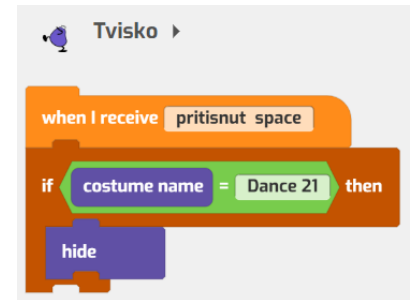 Tvisko
when I receive pritisnut space
if costume name = Dance 21 then
hide